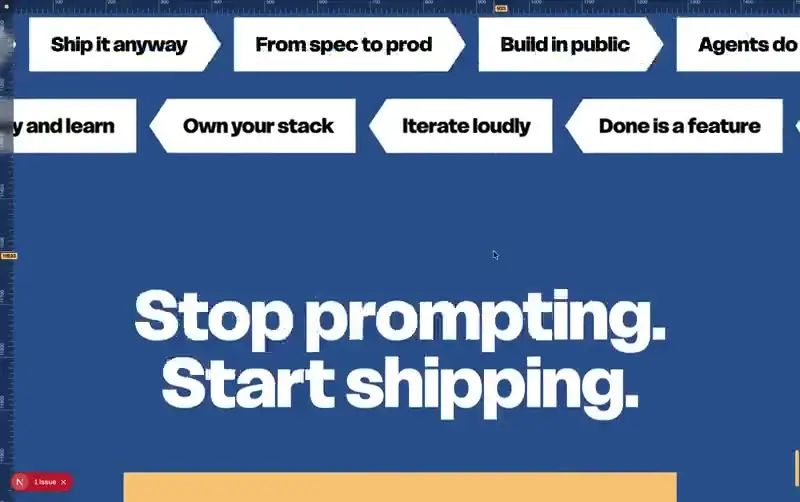 Ship it anyway
From spec to prod
Build in public
Agents do
y and learn
Own your stack
Iterate loudly
Done is a feature
Stop prompting.
Start shipping.
N 1 Issue